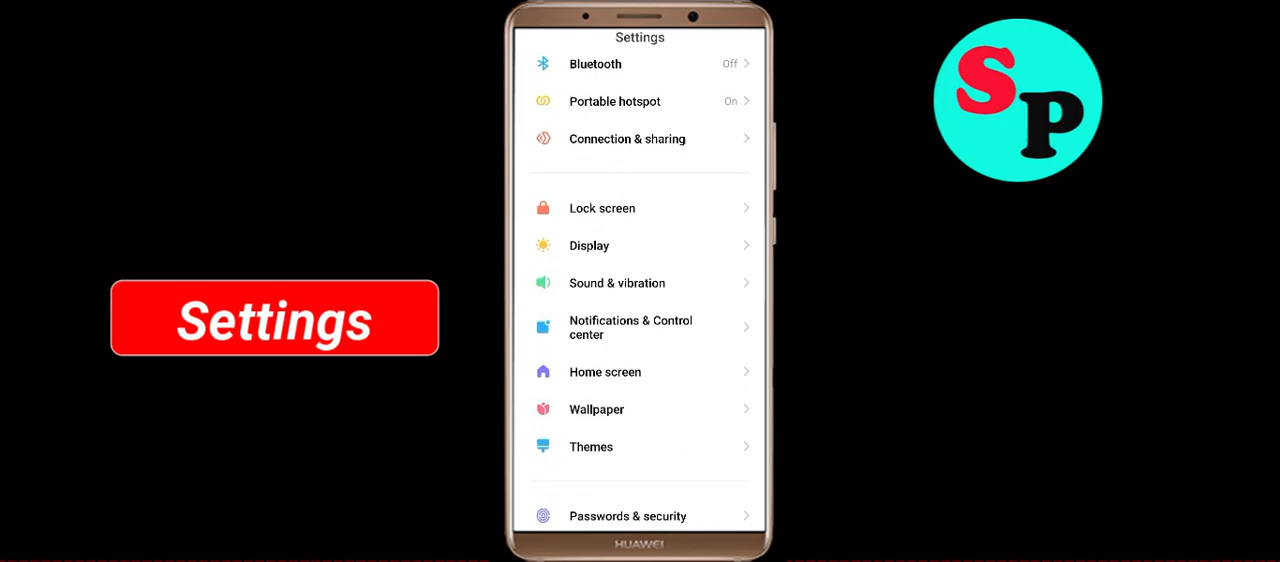 Settings
Bluetooth Off
Portable hotspot On
Connection & sharing
Lock screen
Display
Sound & vibration
Notifications & Control
center
Home screen
Wallpaper
Themes
Passwords & security
HUAWEI
Settings
SP